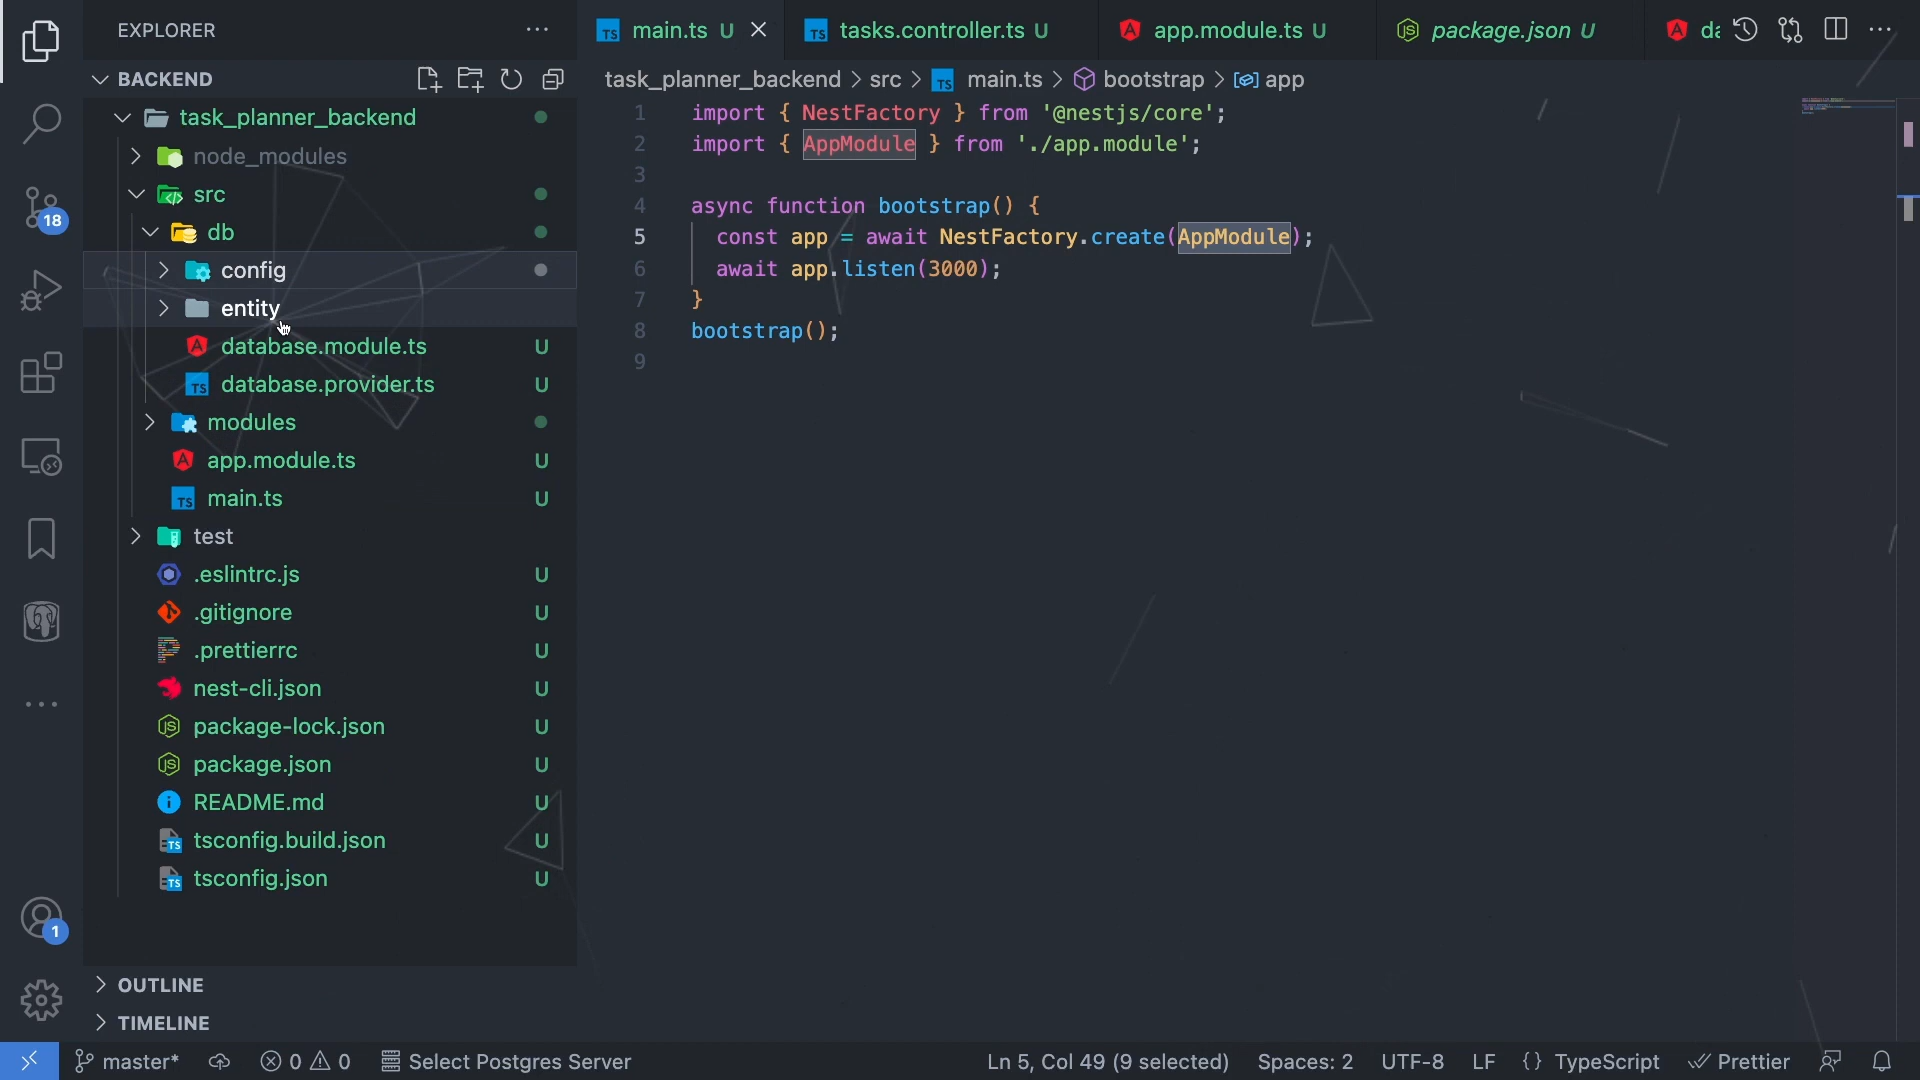 EXPLORER
main.ts U
tasks.controller.ts U
app.module.ts U
package.json U
BACKEND
task_planner_backend > src > TS main.ts > bootstrap > app
task_planner_backend
node_modules
src
db
config
entity
database.module.ts U
database.provider.ts U
modules
app.module.ts U
main.ts U
test
.eslintrc.js U
.gitignore U
.prettierrc U
nest-cli.json U
package-lock.json U
package.json U
README.md U
tsconfig.build.json U
tsconfig.json U
OUTLINE
TIMELINE
18
1
1 import { NestFactory } from '@nestjs/core';
2 import { AppModule } from './app.module';
3
4 async function bootstrap() {
5 const app = await NestFactory.create(AppModule);
6 await app.listen(3000);
7 }
8 bootstrap();
9
master* 0 0 Select Postgres Server Ln 5, Col 49 (9 selected) Spaces: 2 UTF-8 LF {} TypeScript Prettier